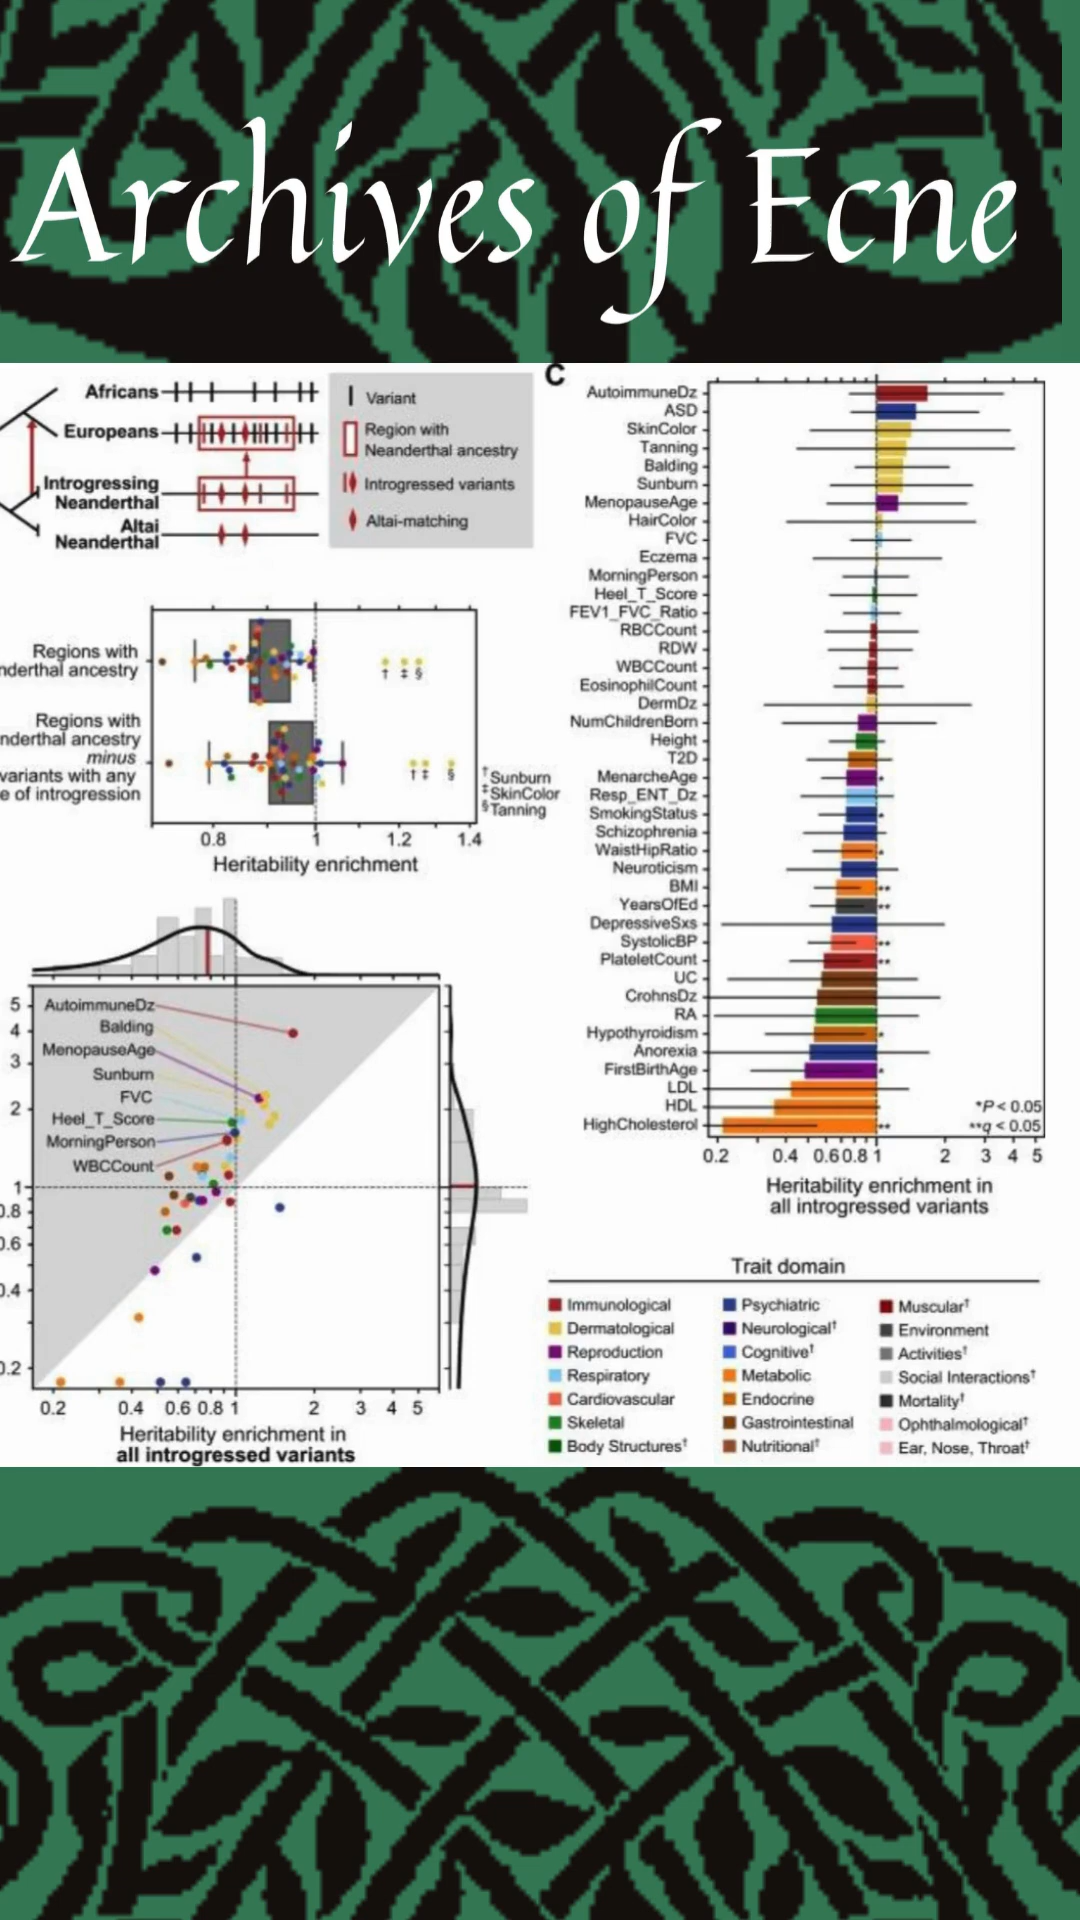 Archives of Ecne
Africans
Europeans
Introgressing
Neanderthal
Altai
Neanderthal
Variant
Region with
Neanderthal ancestry
Introgressed variants
Altai-matching
Regions with
nderthal ancestry
Regions with
nderthal ancestry
minus
variants with any
e of introgression
† ‡ §
† ‡ §
†Sunburn
‡SkinColor
§Tanning
0.8 1 1.2 1.4
Heritability enrichment
AutoimmuneDz
Balding
MenopauseAge
Sunburn
FVC
Heel_T_Score
MorningPerson
WBCCount
5
4
3
2
1
0.8
0.6
0.4
0.2
0.2 0.4 0.6 0.8 1 2 3 4 5
Heritability enrichment in
all introgressed variants
C
AutoimmuneDz
ASD
SkinColor
Tanning
Balding
Sunburn
MenopauseAge
HairColor
FVC
Eczema
MorningPerson
Heel_T_Score
FEV1_FVC_Ratio
RBCCount
RDW
WBCCount
EosinophilCount
DermDz
NumChildrenBorn
Height
T2D
MenarcheAge *
Resp_ENT_Dz
SmokingStatus *
Schizophrenia
WaistHipRatio *
Neuroticism
BMI **
YearsOfEd **
DepressiveSxs
SystolicBP **
PlateletCount **
UC
CrohnsDz
RA
Hypothyroidism *
Anorexia
FirstBirthAge *
LDL
HDL *P < 0.05
HighCholesterol ** **q < 0.05
0.2 0.4 0.6 0.8 1 2 3 4 5
Heritability enrichment in
all introgressed variants
Trait domain
Immunological Psychiatric Muscular†
Dermatological Neurological† Environment
Reproduction Cognitive† Activities†
Respiratory Metabolic Social Interactions†
Cardiovascular Endocrine Mortality†
Skeletal Gastrointestinal Ophthalmological†
Body Structures† Nutritional† Ear, Nose, Throat†